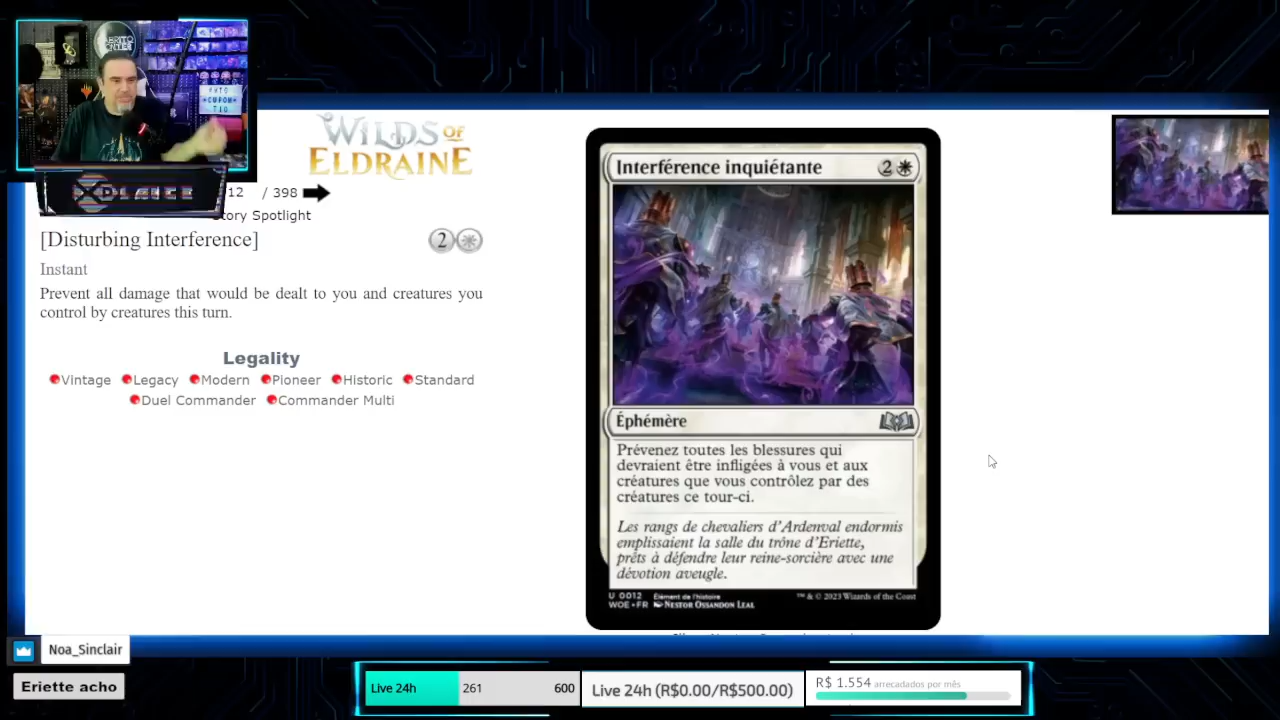 WILDS OF
ELDRAINE
12 / 398
Story Spotlight
[Disturbing Interference]
2
Instant
Prevent all damage that would be dealt to you and creatures you
control by creatures this turn.
Legality
Vintage Legacy Modern Pioneer Historic Standard
Duel Commander Commander Multi
Interférence inquiétante 2
Éphémère
Prévenez toutes les blessures qui
devraient être infligées à vous et aux
créatures que vous contrôlez par des
créatures ce tour-ci.
Les rangs de chevaliers d'Ardenval endormis
emplissaient la salle du trône d'Eriette,
prêts à défendre leur reine-sorcière avec une
dévotion aveugle.
U 0012 Élément de l'histoire
WOE • FR Nestor Ossandon Leal
™ & © 2023 Wizards of the Coast
Noa_Sinclair
Eriette acho
Live 24h 261 600
Live 24h (R$0.00/R$500.00)
R$ 1.554 arrecadados por mês